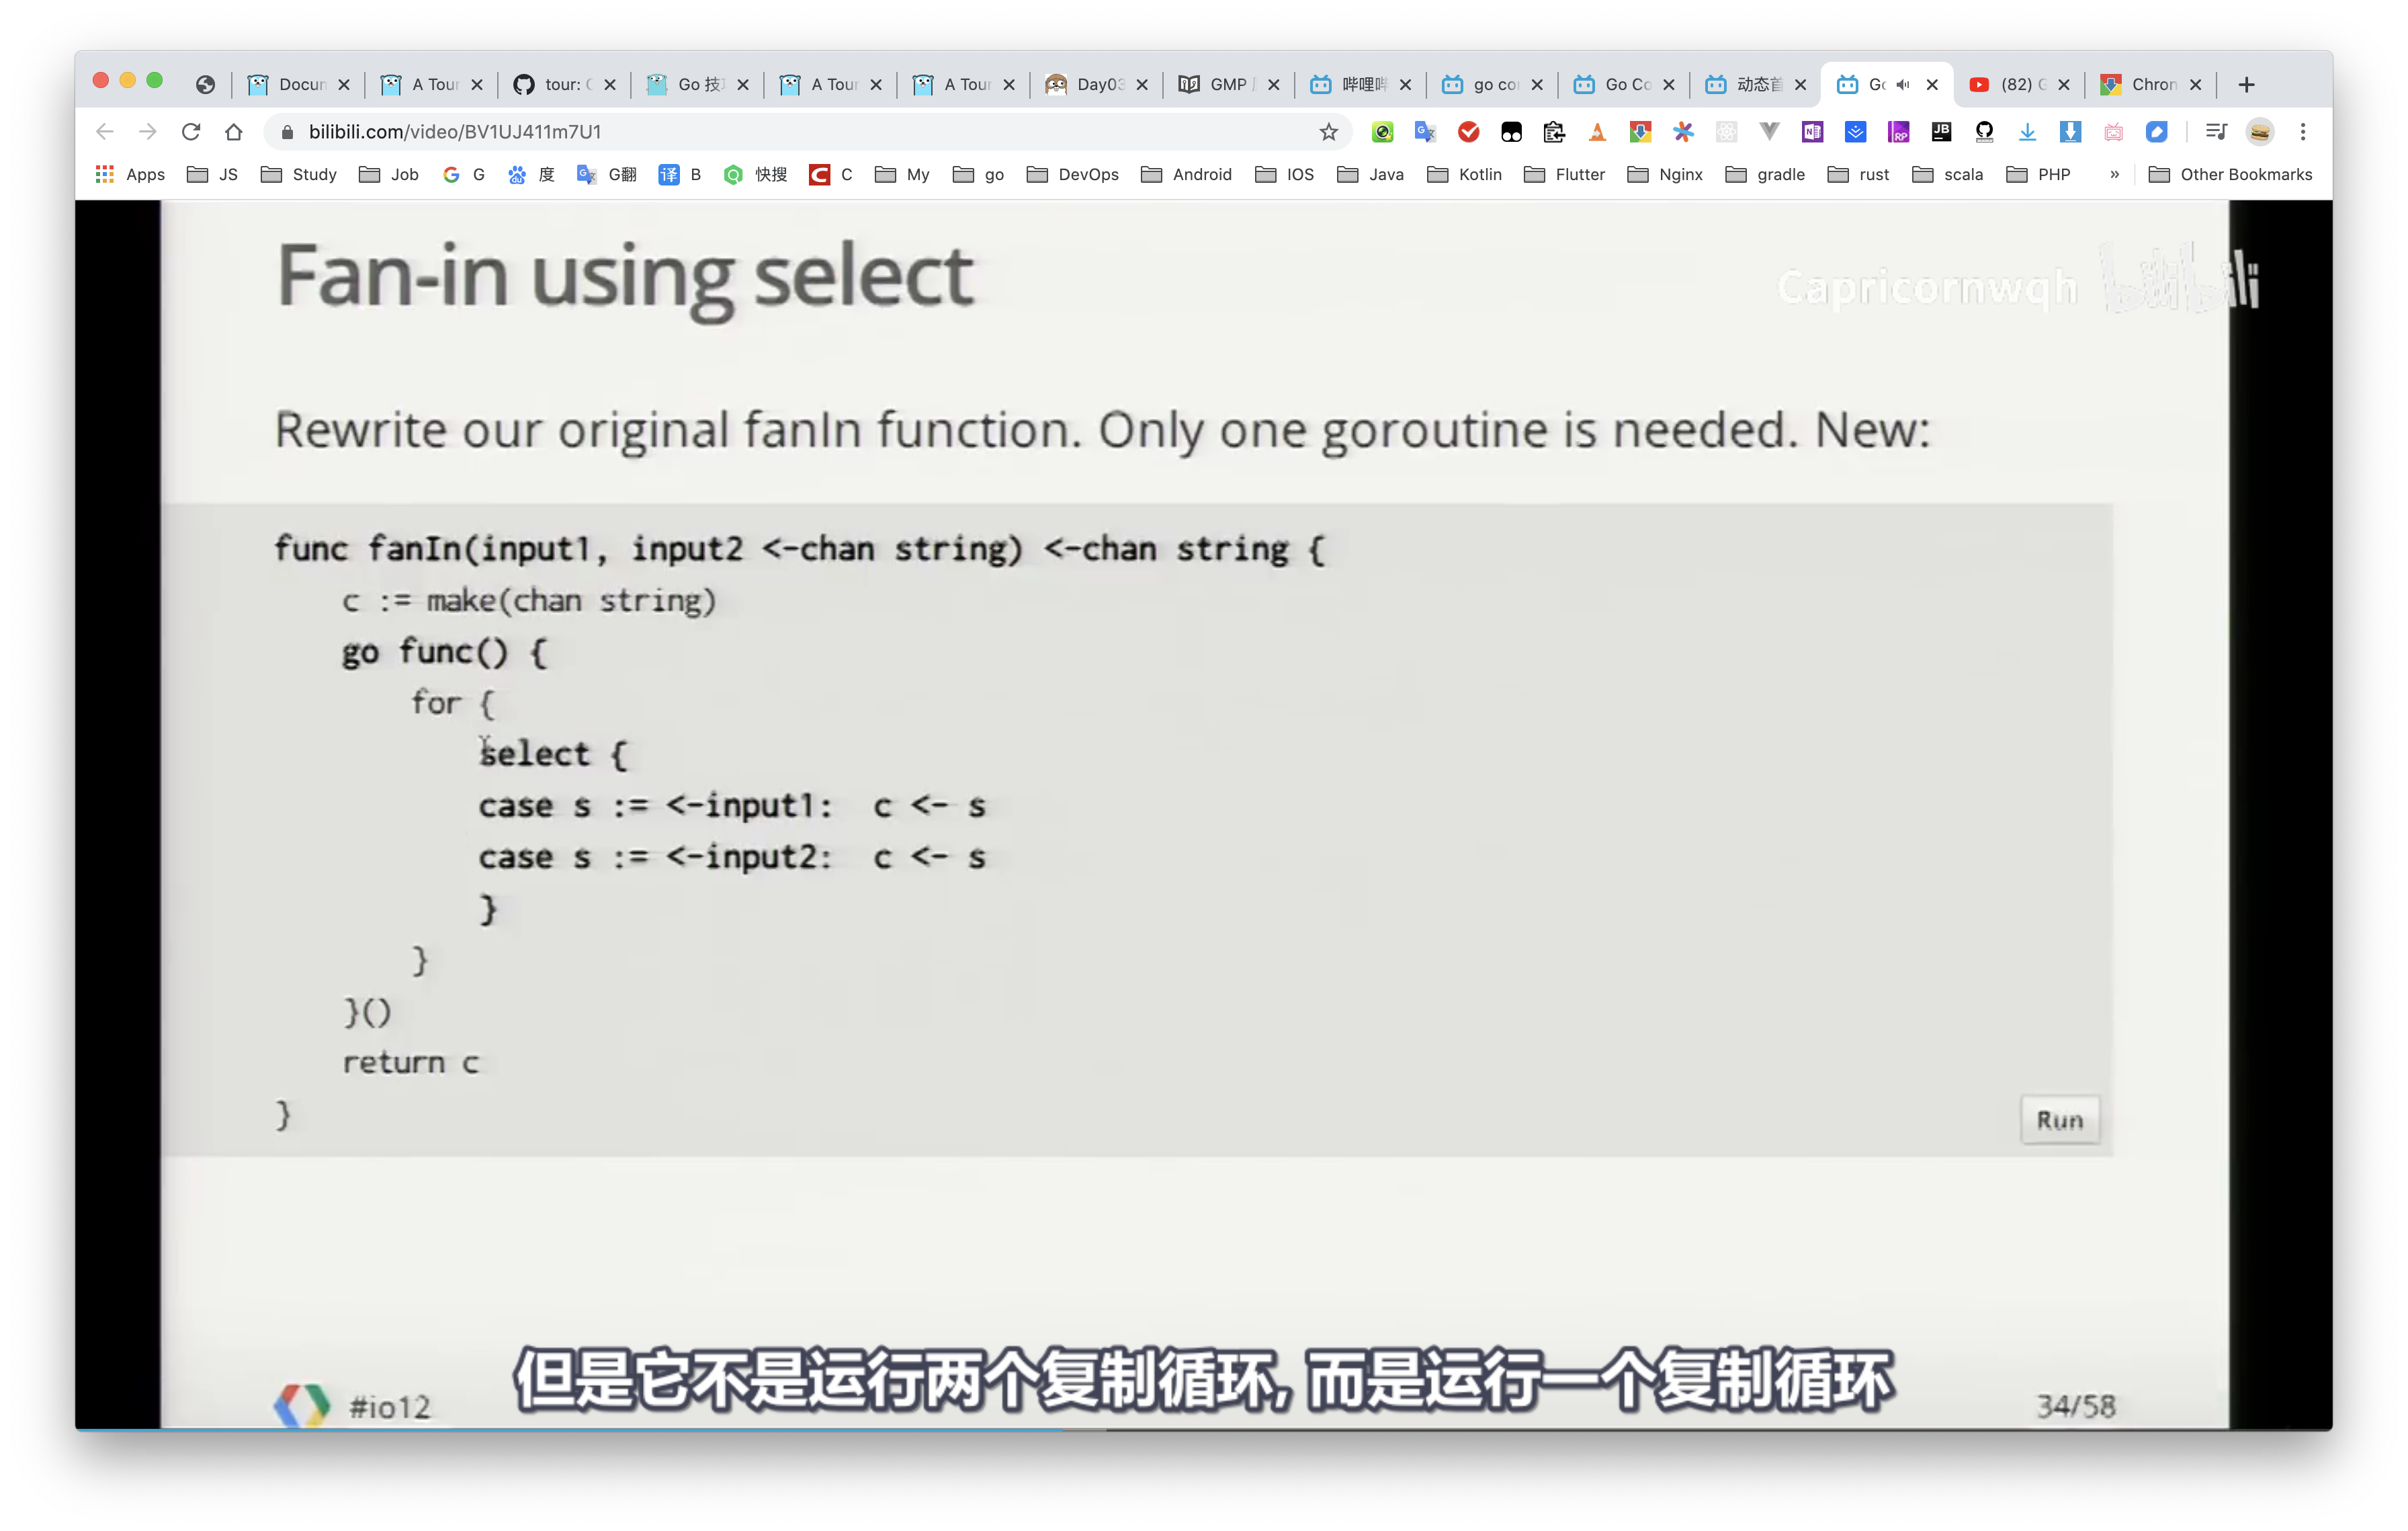 Docun
A Tour
tour: G
Go 技
A Tour
A Tour
Day03
GMP
哔哩哔
go co
Go Co
动态首
Go
(82) G
Chron
bilibili.com/video/BV1UJ411m7U1
Apps
JS
Study
Job
G
度
G翻
B
快搜
C
My
go
DevOps
Android
IOS
Java
Kotlin
Flutter
Nginx
gradle
rust
scala
PHP
»
Other Bookmarks
Fan-in using select
Capricornwqh bilibili
Rewrite our original fanIn function. Only one goroutine is needed. New:
func fanIn(input1, input2 <-chan string) <-chan string {
c := make(chan string)
go func() {
for {
select {
case s := <-input1: c <- s
case s := <-input2: c <- s
}
}
}()
return c
}
Run
但是它不是运行两个复制循环, 而是运行一个复制循环
#io12
34/58